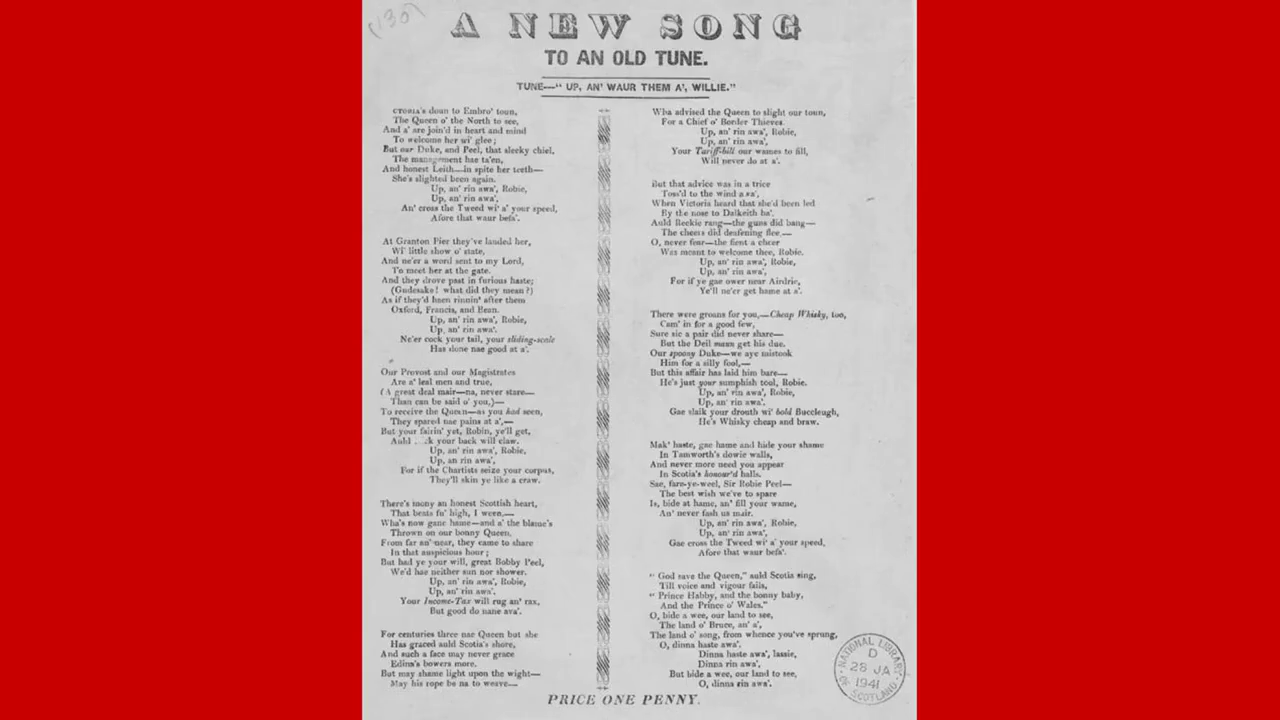 (130)
A NEW SONG
TO AN OLD TUNE.
TUNE—“ UP, AN' WAUR THEM A', WILLIE.”
CTORIA's doun to Embro' toun,
The Queen o' the North to see,
And a' are join'd in heart and mind
To welcome her wi' glee;
But our Duke, and Peel, that sleeky chiel,
The management hae ta'en,
And honest Leith—in spite her teeth—
She's slighted been again.
Up, an' rin awa', Robie,
Up, an' rin awa',
An' cross the Tweed wi' a' your speed,
Afore that waur befa'.
At Granton Pier they've landed her,
Wi' little show o' state,
And ne'er a word sent to my Lord,
To meet her at the gate.
And they drove past in furious haste;
(Gudesake! what did they mean?)
As if they'd haen rinnin' after them
Oxford, Francis, and Bean.
Up, an' rin awa', Robie,
Up, an' rin awa'.
Ne'er cock your tail, your sliding-scale
Has done nae good at a'.
Our Provost and our Magistrates
Are a' leal men and true,
(A great deal mair—na, never stare—
Than can be said o' you,)—
To receive the Queen—as you had seen,
They spared nae pains at a',—
But your fairin' yet, Robin, ye'll get,
Auld ck your back will claw.
Up, an' rin awa', Robie,
Up, an rin awa',
For if the Chartists seize your corpus,
They'll skin ye like a craw.
There's mony an honest Scottish heart,
That beats fu' high, I ween,—
Wha's now gane hame—and a' the blame's
Thrown on our bonny Queen.
From far an' near, they came to share
In that auspicious hour;
But had ye your will, great Bobby Peel,
We'd hae neither sun nor shower.
Up, an' rin awa', Robie,
Up, an' rin awa'.
Your Income-Tax will rug an' rax,
But good do nane ava'.
For centuries three nae Queen but she
Has graced auld Scotia's shore,
And such a face may never grace
Edina's bowers more.
But may shame light upon the wight—
May his rope be na to weave—
Wha advised the Queen to slight our toun,
For a Chief o' Border Thieves.
Up, an' rin awa', Robie,
Up, an' rin awa',
Your Tariff-bill our wames to fill,
Will never do at a'.
But that advice was in a trice
Toss'd to the wind a sa',
When Victoria heard that she'd been led
By the nose to Dalkeith ha'.
Auld Reekie rang—the guns did bang—
The cheers did deafening flee,—
O, never fear—the fient a cheer
Was meant to welcome thee, Robie.
Up, an' rin awa', Robie,
Up, an' rin awa',
For if ye gae ower near Airdrie,
Ye'll ne'er get hame at a'.
There were groans for you,—Cheap Whisky, too,
Cam' in for a good few,
Sure sic a pair did never share—
But the Deil maun get his due.
Our spoony Duke—we aye mistook
Him for a silly fool,—
But this affair has laid him bare—
He's just your sumphish tool, Robie.
Up, an' rin awa', Robie,
Up, an' rin awa'.
Gae slaik your drouth wi' bold Buccleugh,
He's Whisky cheap and braw.
Mak' haste, gae hame and hide your shame
In Tamworth's dowie walls,
And never more need you appear
In Scotia's honour'd halls.
Sae, fare-ye-weel, Sir Robie Peel—
The best wish we've to spare
Is, bide at hame, an' fill your wame,
An' never fash us mair.
Up, an' rin awa', Robie,
Up, an' rin awa',
Gae cross the Tweed wi' a' your speed,
Afore that waur befa'.
“ God save the Queen,” auld Scotia sing,
Till voice and vigour fails,
“ Prince Habby, and the bonny baby,
And the Prince o' Wales.”
O, bide a wee, our land to see,
The land o' Bruce, an' a',
The land o' song, from whence you've sprung,
O, dinna haste awa'.
Dinna haste awa', lassie,
Dinna rin awa',
But bide a wee, our land to see,
O, dinna rin awa'.
PRICE ONE PENNY.
NATIONAL LIBRARY
D
28 JA
1941
OF SCOTLAND